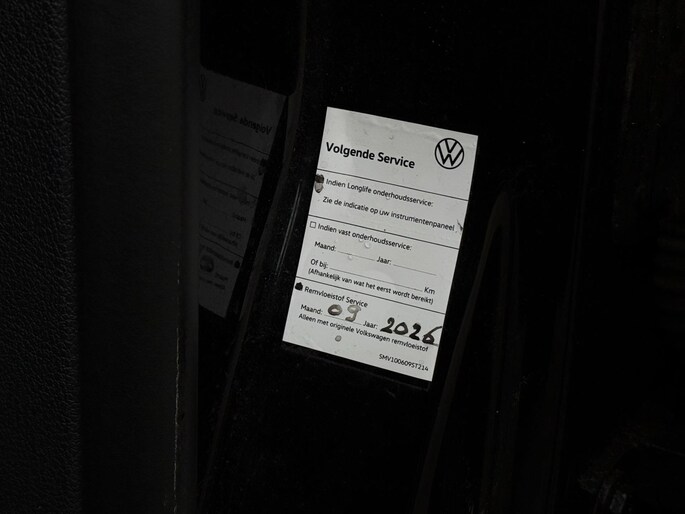 Volgende Service
Indien Longlife onderhoudsservice:
Zie de indicatie op uw instrumentenpaneel
Indien vast onderhoudsservice:
Maand: Jaar:
Of bij: Km
(Afhankelijk van wat het eerst wordt bereikt)
Remvloeistof Service
Maand: 09 Jaar: 2026
Alleen met originele Volkswagen remvloeistof
5MV100609ST214